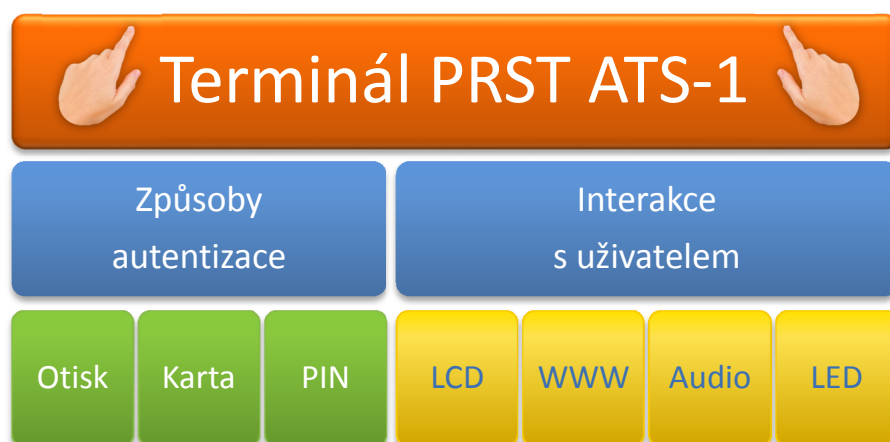 Terminál PRST ATS-1
Způsoby
autentizace
Interakce
s uživatelem
Otisk
Karta
PIN
LCD
WWW
Audio
LED